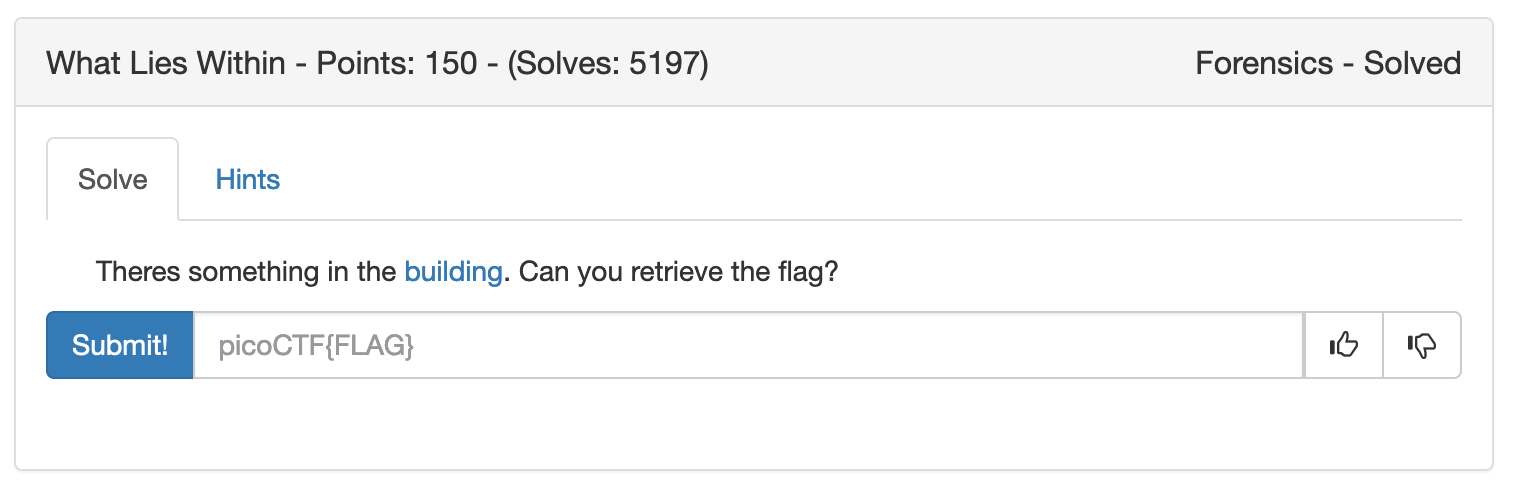 What Lies Within - Points: 150 - (Solves: 5197)
Forensics - Solved
Solve
Hints
Theres something in the building. Can you retrieve the flag?
Submit!
picoCTF{FLAG}